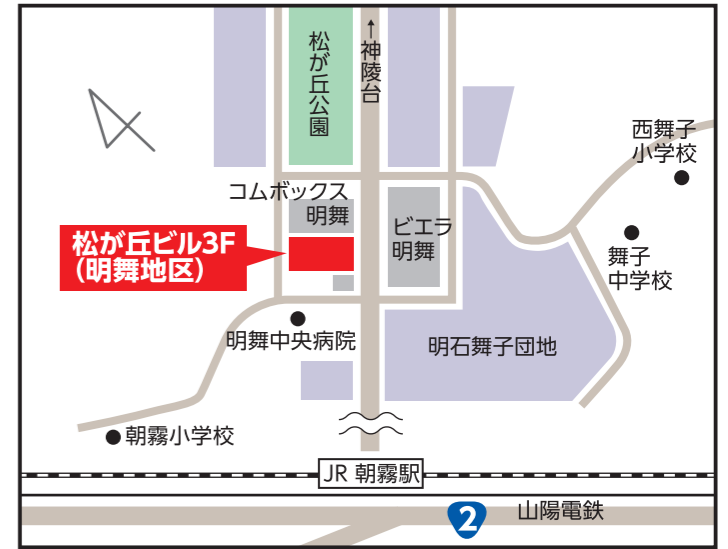 松が丘公園
↑神陵台
西舞子
小学校
コムボックス
明舞
ビエラ
明舞
松が丘ビル3F
（明舞地区）
舞子
中学校
明舞中央病院
明石舞子団地
朝霧小学校
JR 朝霧駅
2
山陽電鉄